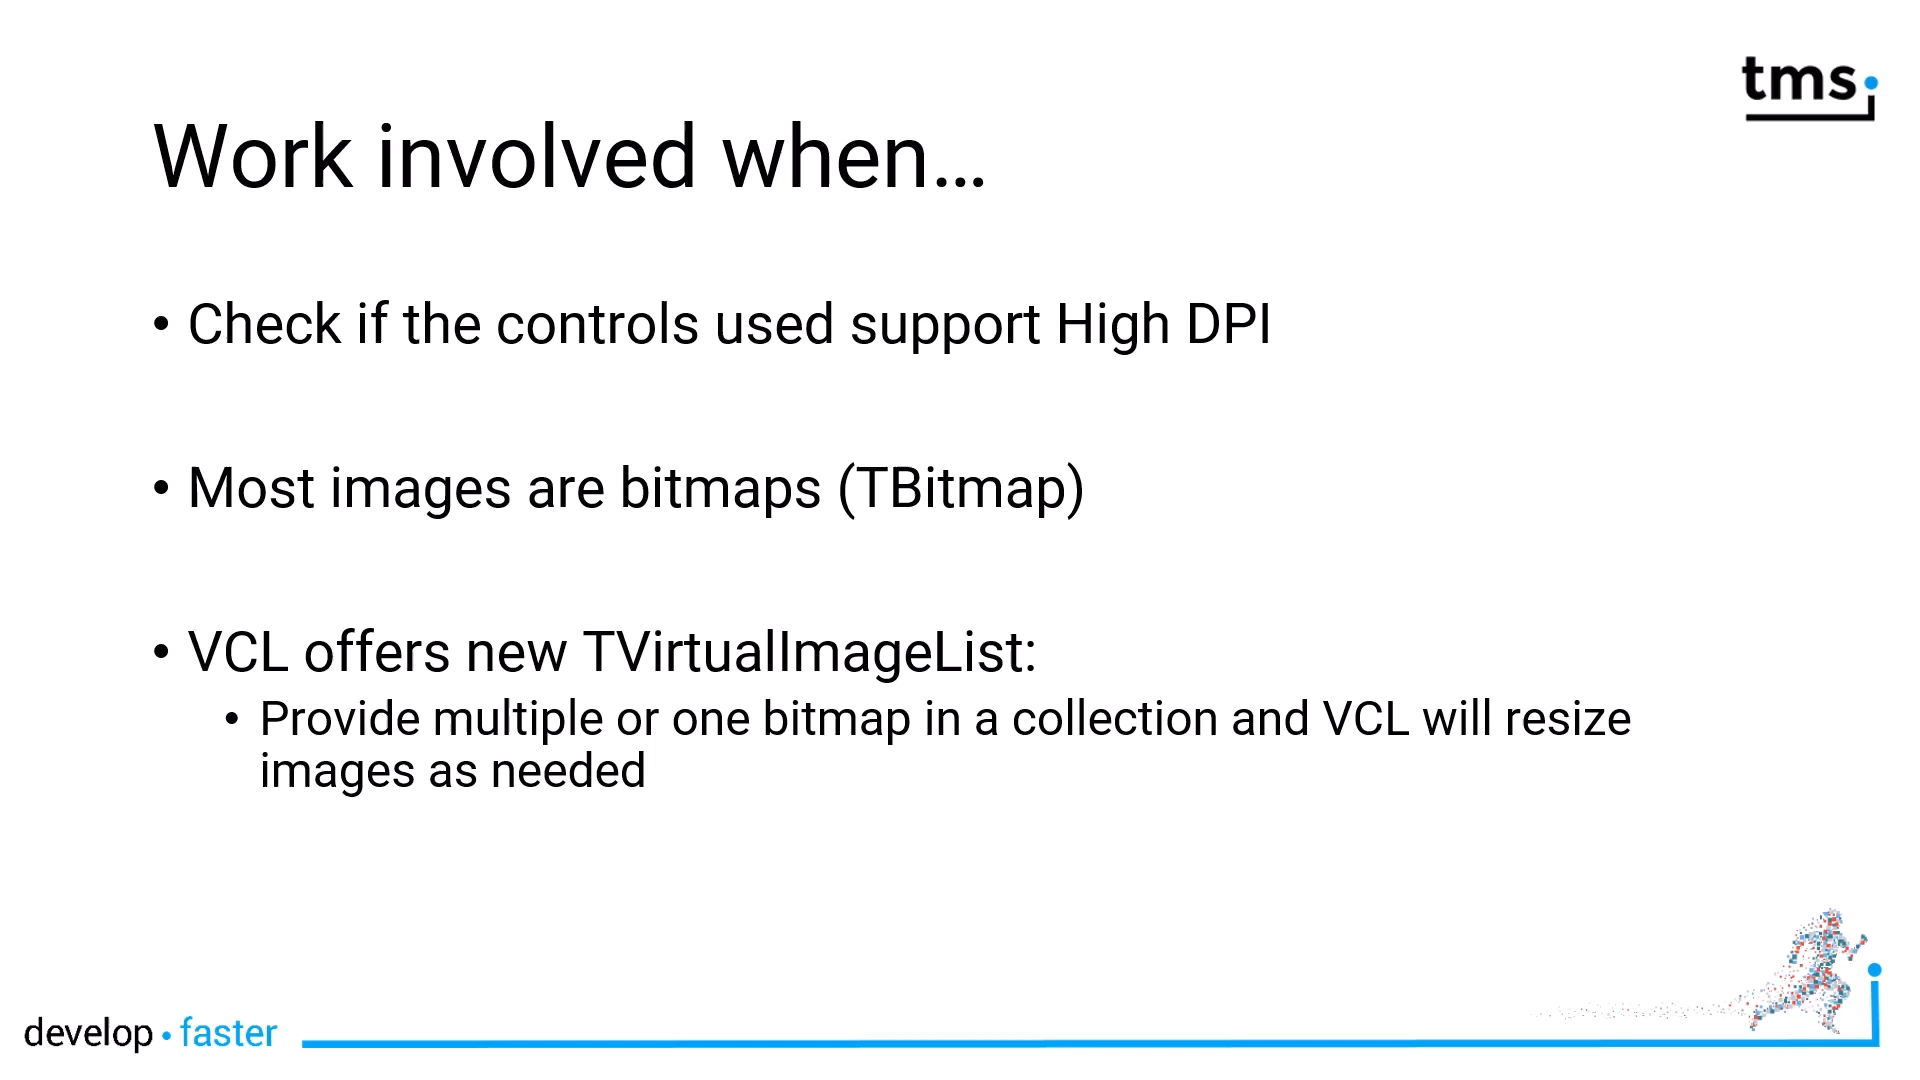 tms
Work involved when…
• Check if the controls used support High DPI
• Most images are bitmaps (TBitmap)
• VCL offers new TVirtualImageList:
• Provide multiple or one bitmap in a collection and VCL will resize
images as needed
develop • faster